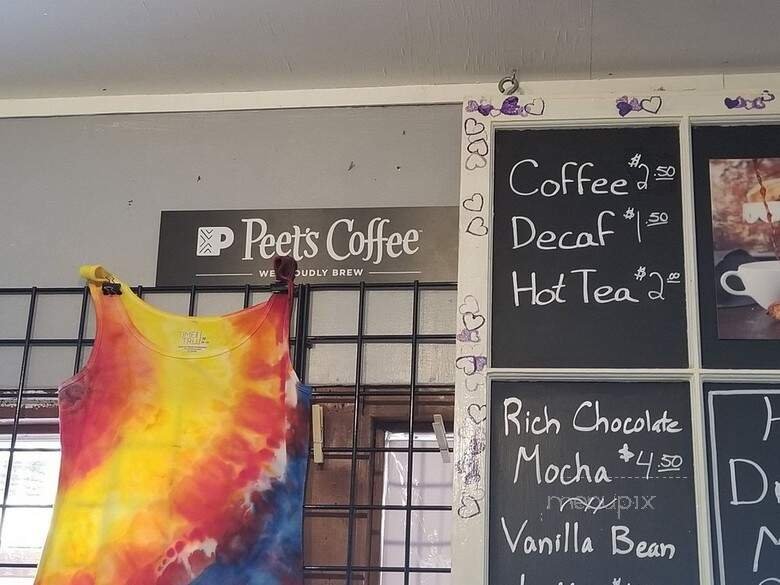 Peet's Coffee
WE PROUDLY BREW
Coffee $2.50
Decaf $1.50
Hot Tea $2.00
Rich Chocolate
Mocha $4.50
menupix
Vanilla Bean
H
D